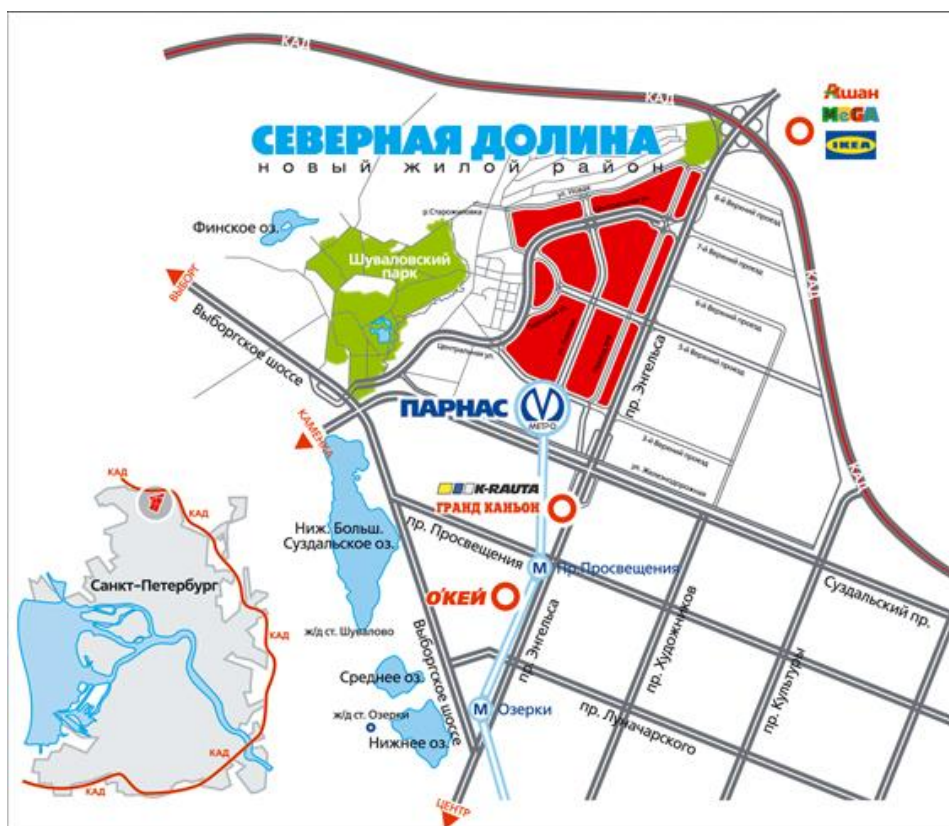 КАД
КАД
Ашан
MeGA
IKEA
СЕВЕРНАЯ ДОЛИНА
новый жилой район
ул. Новая
8-й Верхний проезд
р. Старожиловка
Финское оз.
Шуваловский
парк
7-й Верхний проезд
КАД
ВЫБОРГ
6-й Верхний проезд
Выборгское шоссе
Центральная ул.
пр. Энгельса
5-й Верхний проезд
ПАРНАС
МЕТРО
КАМЕНКА
3-й Верхний проезд
ул. Железнодорожная
КАД
K-RAUTA
ГРАНД КАНЬОН
КАД
КАД
Ниж. Больш.
Суздальское оз.
пр. Просвещения
М Пр.Просвещения
Санкт-Петербург
О'КЕЙ
Суздальский пр.
ж/д ст. Шувалово
КАД
Выборгское шоссе
пр. Энгельса
пр. Художников
пр. Культуры
Среднее оз.
ж/д ст. Озерки
М Озерки
Нижнее оз.
пр. Луначарского
КАД
КАД
ЦЕНТР